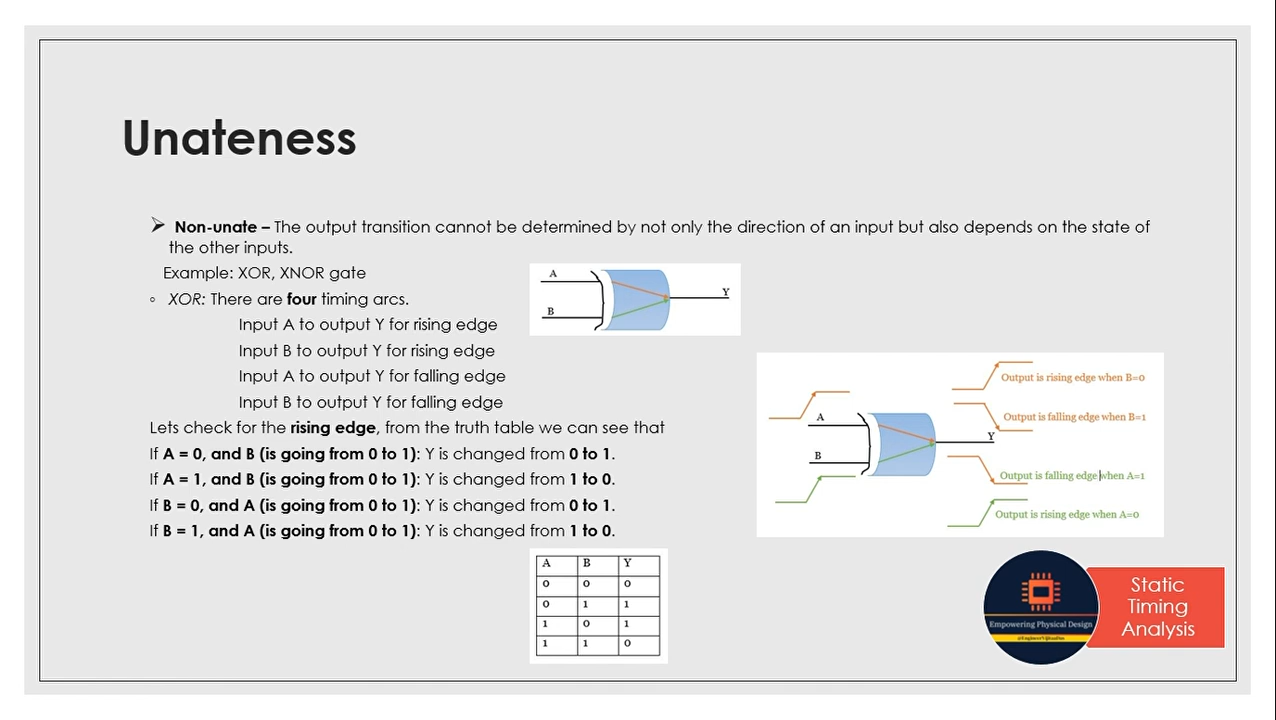 Unateness
➢ Non-unate – The output transition cannot be determined by not only the direction of an input but also depends on the state of
the other inputs.
Example: XOR, XNOR gate
◦ XOR: There are four timing arcs.
Input A to output Y for rising edge
Input B to output Y for rising edge
Input A to output Y for falling edge
Input B to output Y for falling edge
Lets check for the rising edge, from the truth table we can see that
If A = 0, and B (is going from 0 to 1): Y is changed from 0 to 1.
If A = 1, and B (is going from 0 to 1): Y is changed from 1 to 0.
If B = 0, and A (is going from 0 to 1): Y is changed from 0 to 1.
If B = 1, and A (is going from 0 to 1): Y is changed from 1 to 0.
A
B
Y
Output is rising edge when B=0
A
Output is falling edge when B=1
Y
B
Output is falling edge when A=1
Output is rising edge when A=0
A B Y
0 0 0
0 1 1
1 0 1
1 1 0
Empowering Physical Design
Static
Timing
Analysis